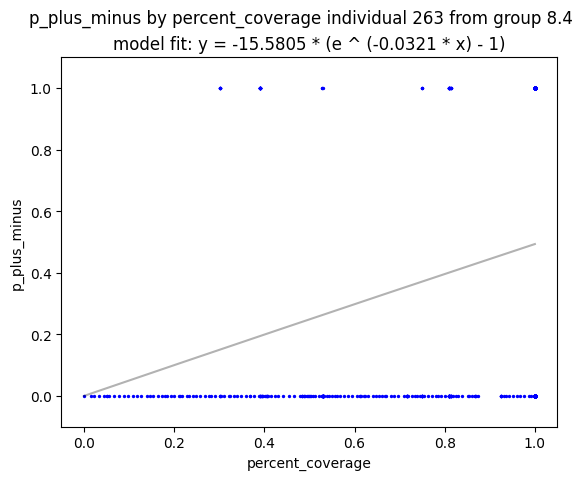 p_plus_minus by percent_coverage individual 263 from group 8.4
model fit: y = -15.5805 * (e ^ (-0.0321 * x) - 1)
1.0
0.8
0.6
0.4
0.2
0.0
p_plus_minus
0.0 0.2 0.4 0.6 0.8 1.0
percent_coverage